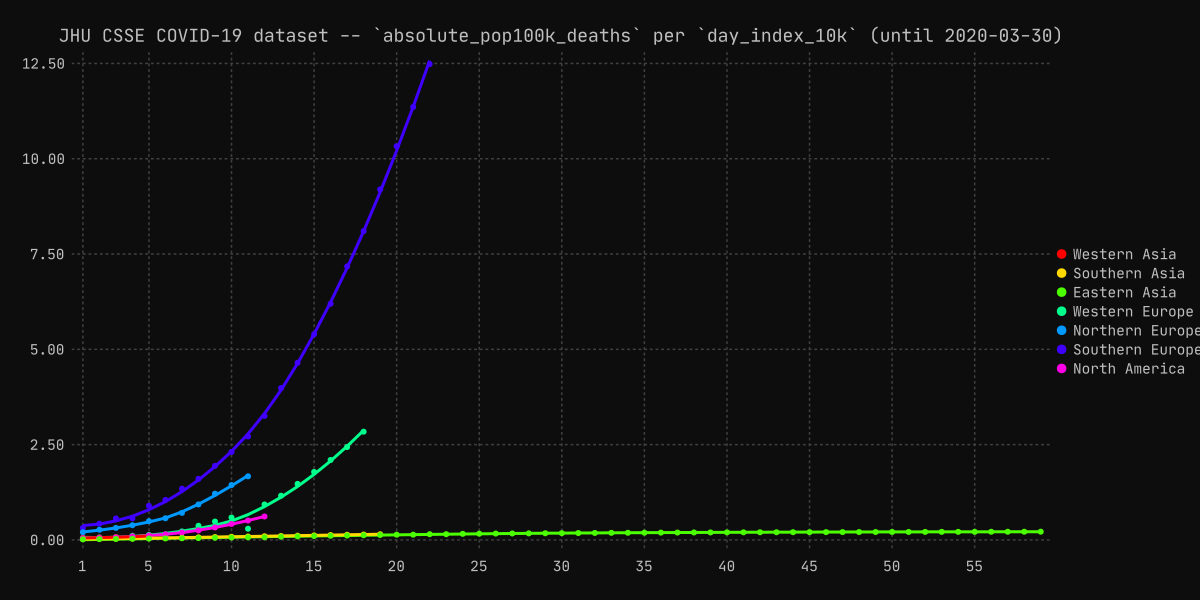 JHU CSSE COVID-19 dataset -- `absolute_pop100k_deaths` per `day_index_10k` (until 2020-03-30)
12.50
10.00
7.50
5.00
2.50
0.00
1 5 10 15 20 25 30 35 40 45 50 55
Western Asia
Southern Asia
Eastern Asia
Western Europe
Northern Europe
Southern Europe
North America